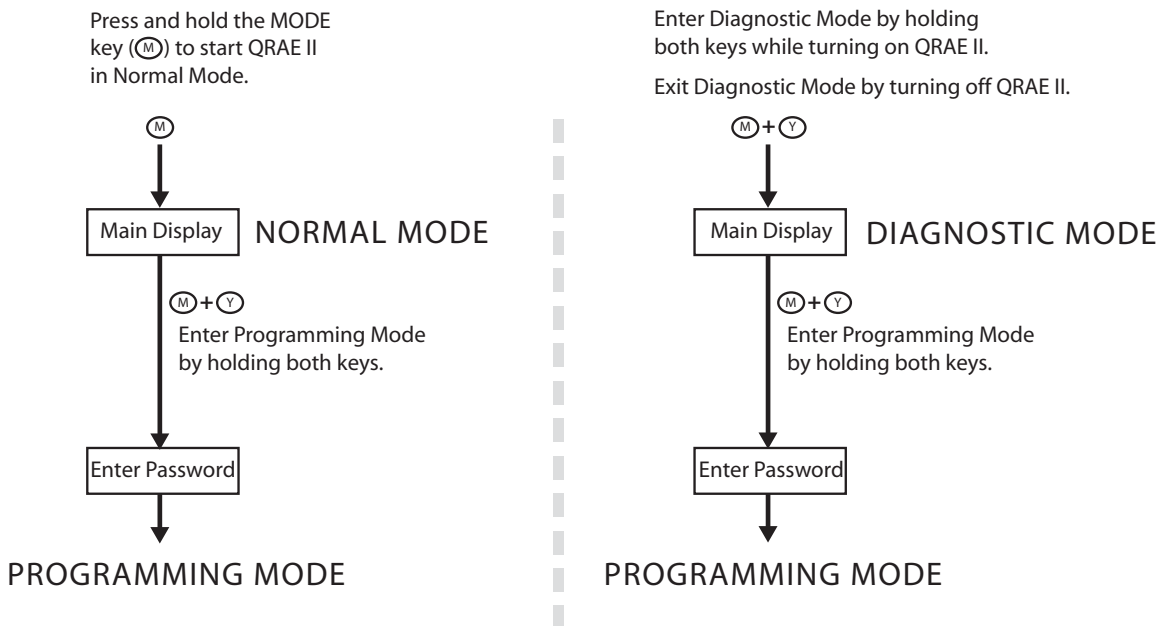 Press and hold the MODE
key (M) to start QRAE II
in Normal Mode.
M
Main Display
NORMAL MODE
M + Y
Enter Programming Mode
by holding both keys.
Enter Password
PROGRAMMING MODE
Enter Diagnostic Mode by holding
both keys while turning on QRAE II.
Exit Diagnostic Mode by turning off QRAE II.
M + Y
Main Display
DIAGNOSTIC MODE
M + Y
Enter Programming Mode
by holding both keys.
Enter Password
PROGRAMMING MODE